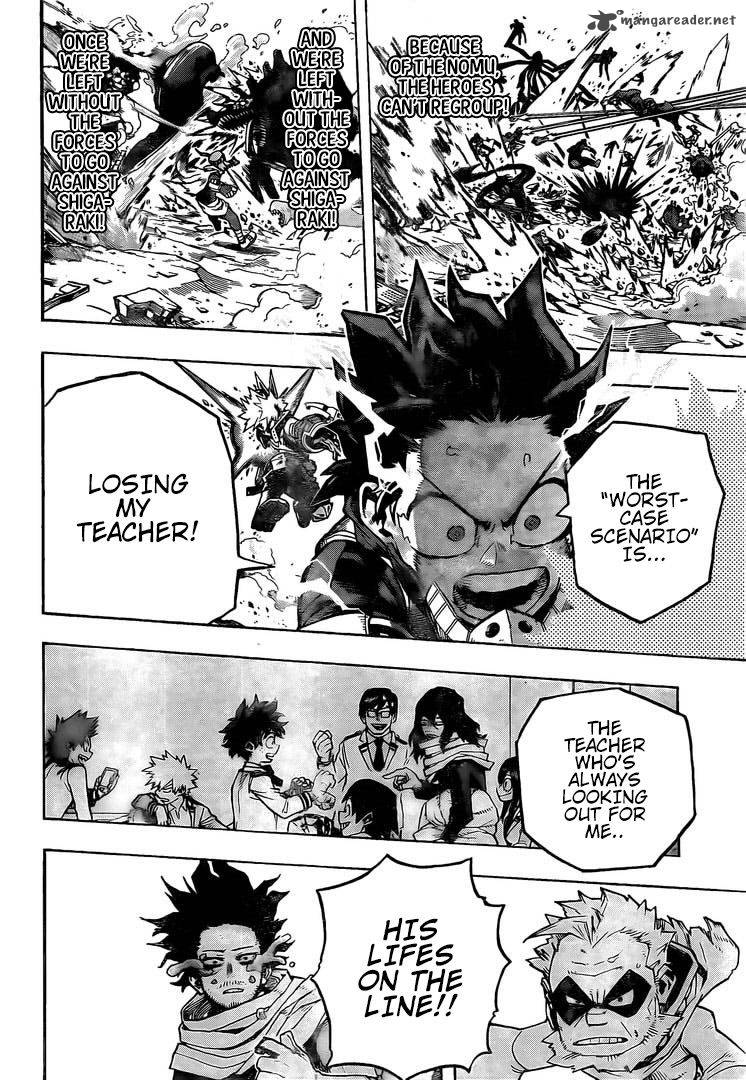 mangareader.net
BECAUSE
OF THE NOMU,
THE HEROES
CAN'T REGROUP!
AND
WE'RE
LEFT
WITH-
OUT THE
FORCES
TO GO
AGAINST
SHIGA-
RAKI!
ONCE
WE'RE
LEFT
WITHOUT
THE
FORCES
TO GO
AGAINST
SHIGA-
RAKI!
THE
"WORST-
CASE
SCENARIO"
IS...
LOSING
MY
TEACHER!
THE
TEACHER
WHO'S
ALWAYS
LOOKING
OUT FOR
ME..
HIS
LIFES
ON THE
LINE!!